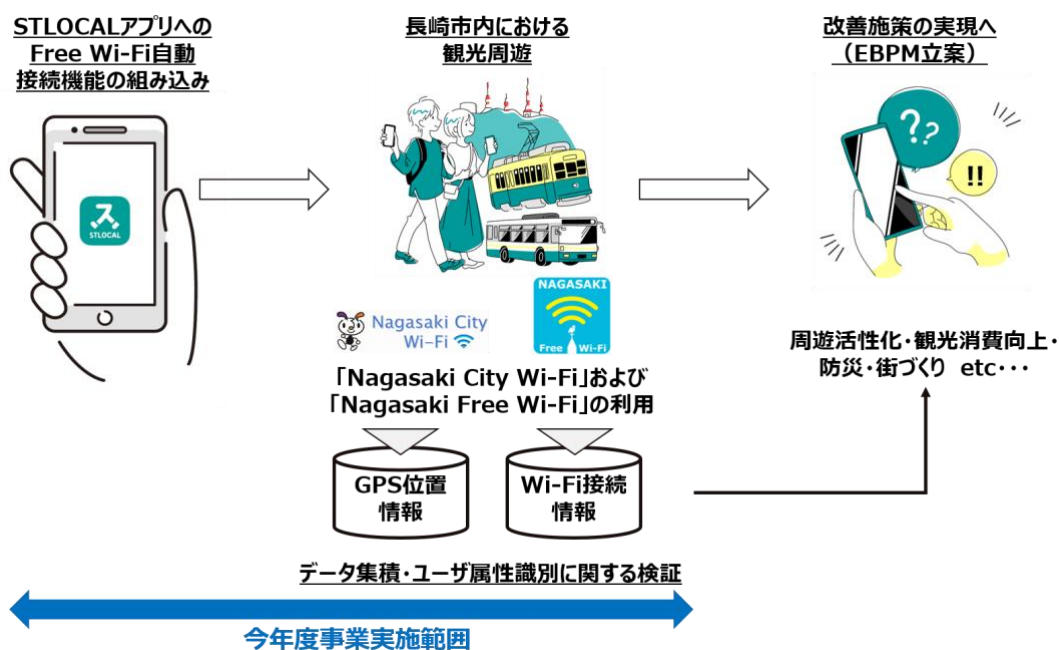 STLOCALアプリへの
Free Wi-Fi自動
接続機能の組み込み
ス
STLOCAL
長崎市内における
観光周遊
改善施策の実現へ
（EBPM立案）
??
!!
Nagasaki City
Wi-Fi
NAGASAKI
Free Wi-Fi
「Nagasaki City Wi-Fi」および
「Nagasaki Free Wi-Fi」の利用
周遊活性化・観光消費向上・
防災・街づくり etc・・・
GPS位置
情報
Wi-Fi接続
情報
データ集積・ユーザ属性識別に関する検証
今年度事業実施範囲